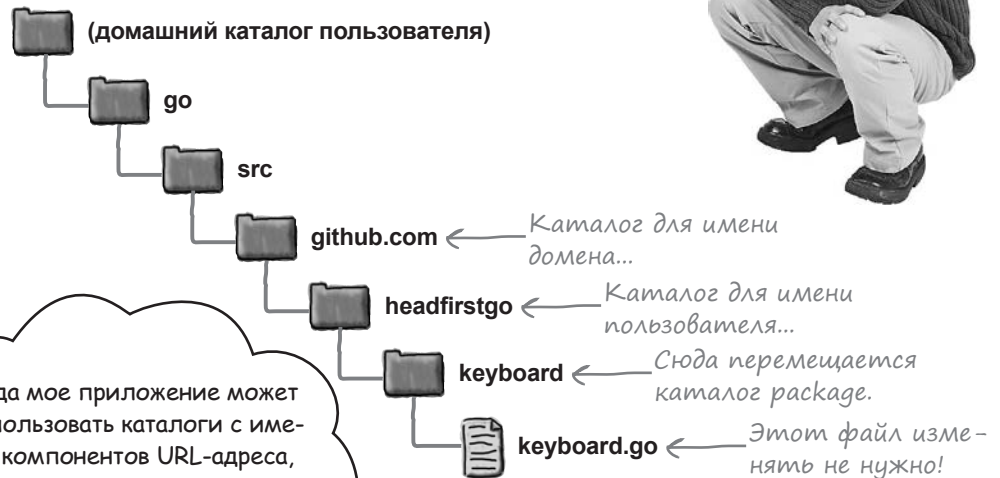 (домашний каталог пользователя)
go
src
github.com
Каталог для имени
домена...
headfirstgo
Каталог для имени
пользователя...
keyboard
Сюда перемещается
каталог package.
keyboard.go
Этот файл изме-
нять не нужно!
мое приложение может
каталоги с име-
компонентов URL-адреса,